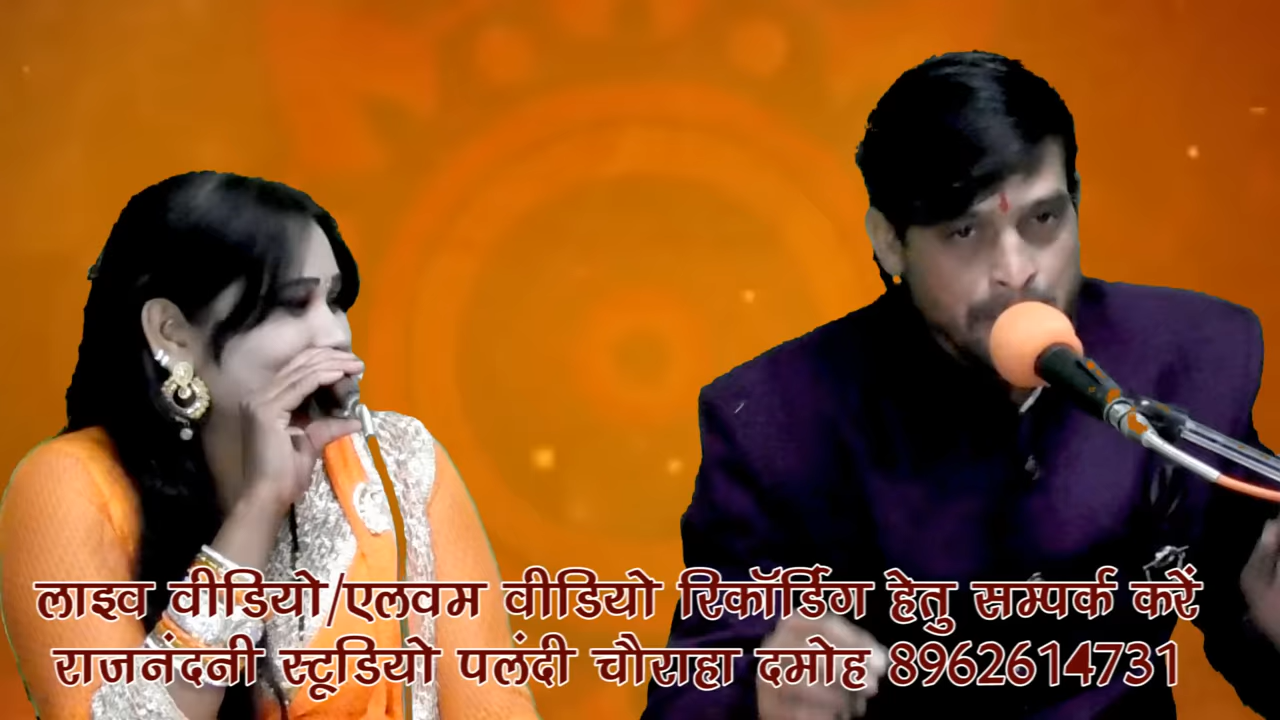 लाइव वीडियो/एलवम वीडियो रिकॉर्डिंग हेतु सम्पर्क करें
राजनंदनी स्टूडियो पलंदी चौराहा दमोह 8962614731